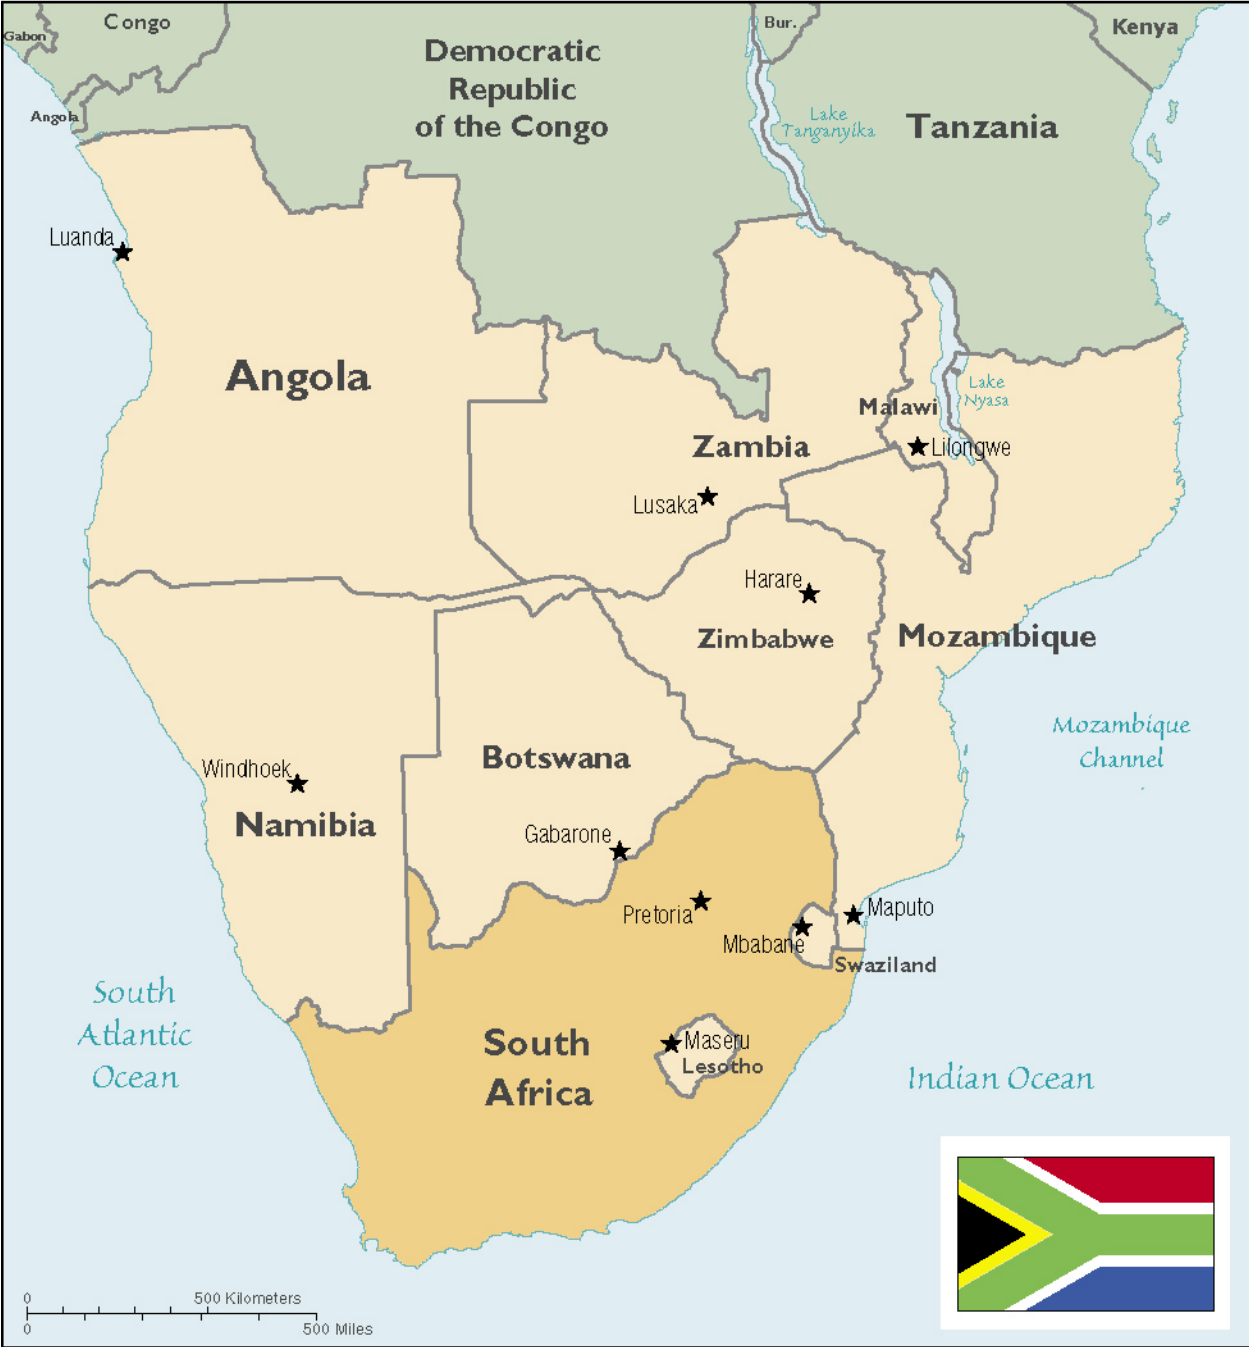 Gabon
Congo
Bur.
Kenya
Democratic
Republic
of the Congo
Angola
Lake
Tanganyika
Tanzania
Luanda
Angola
Lake
Nyasa
Malawi
Zambia
Lilongwe
Lusaka
Harare
Zimbabwe
Mozambique
Mozambique
Channel
Botswana
Windhoek
Namibia
Gabarone
Pretoria
Maputo
Mbabane
Swaziland
South
Atlantic
Ocean
South
Africa
Maseru
Lesotho
Indian Ocean
0 500 Kilometers
0 500 Miles